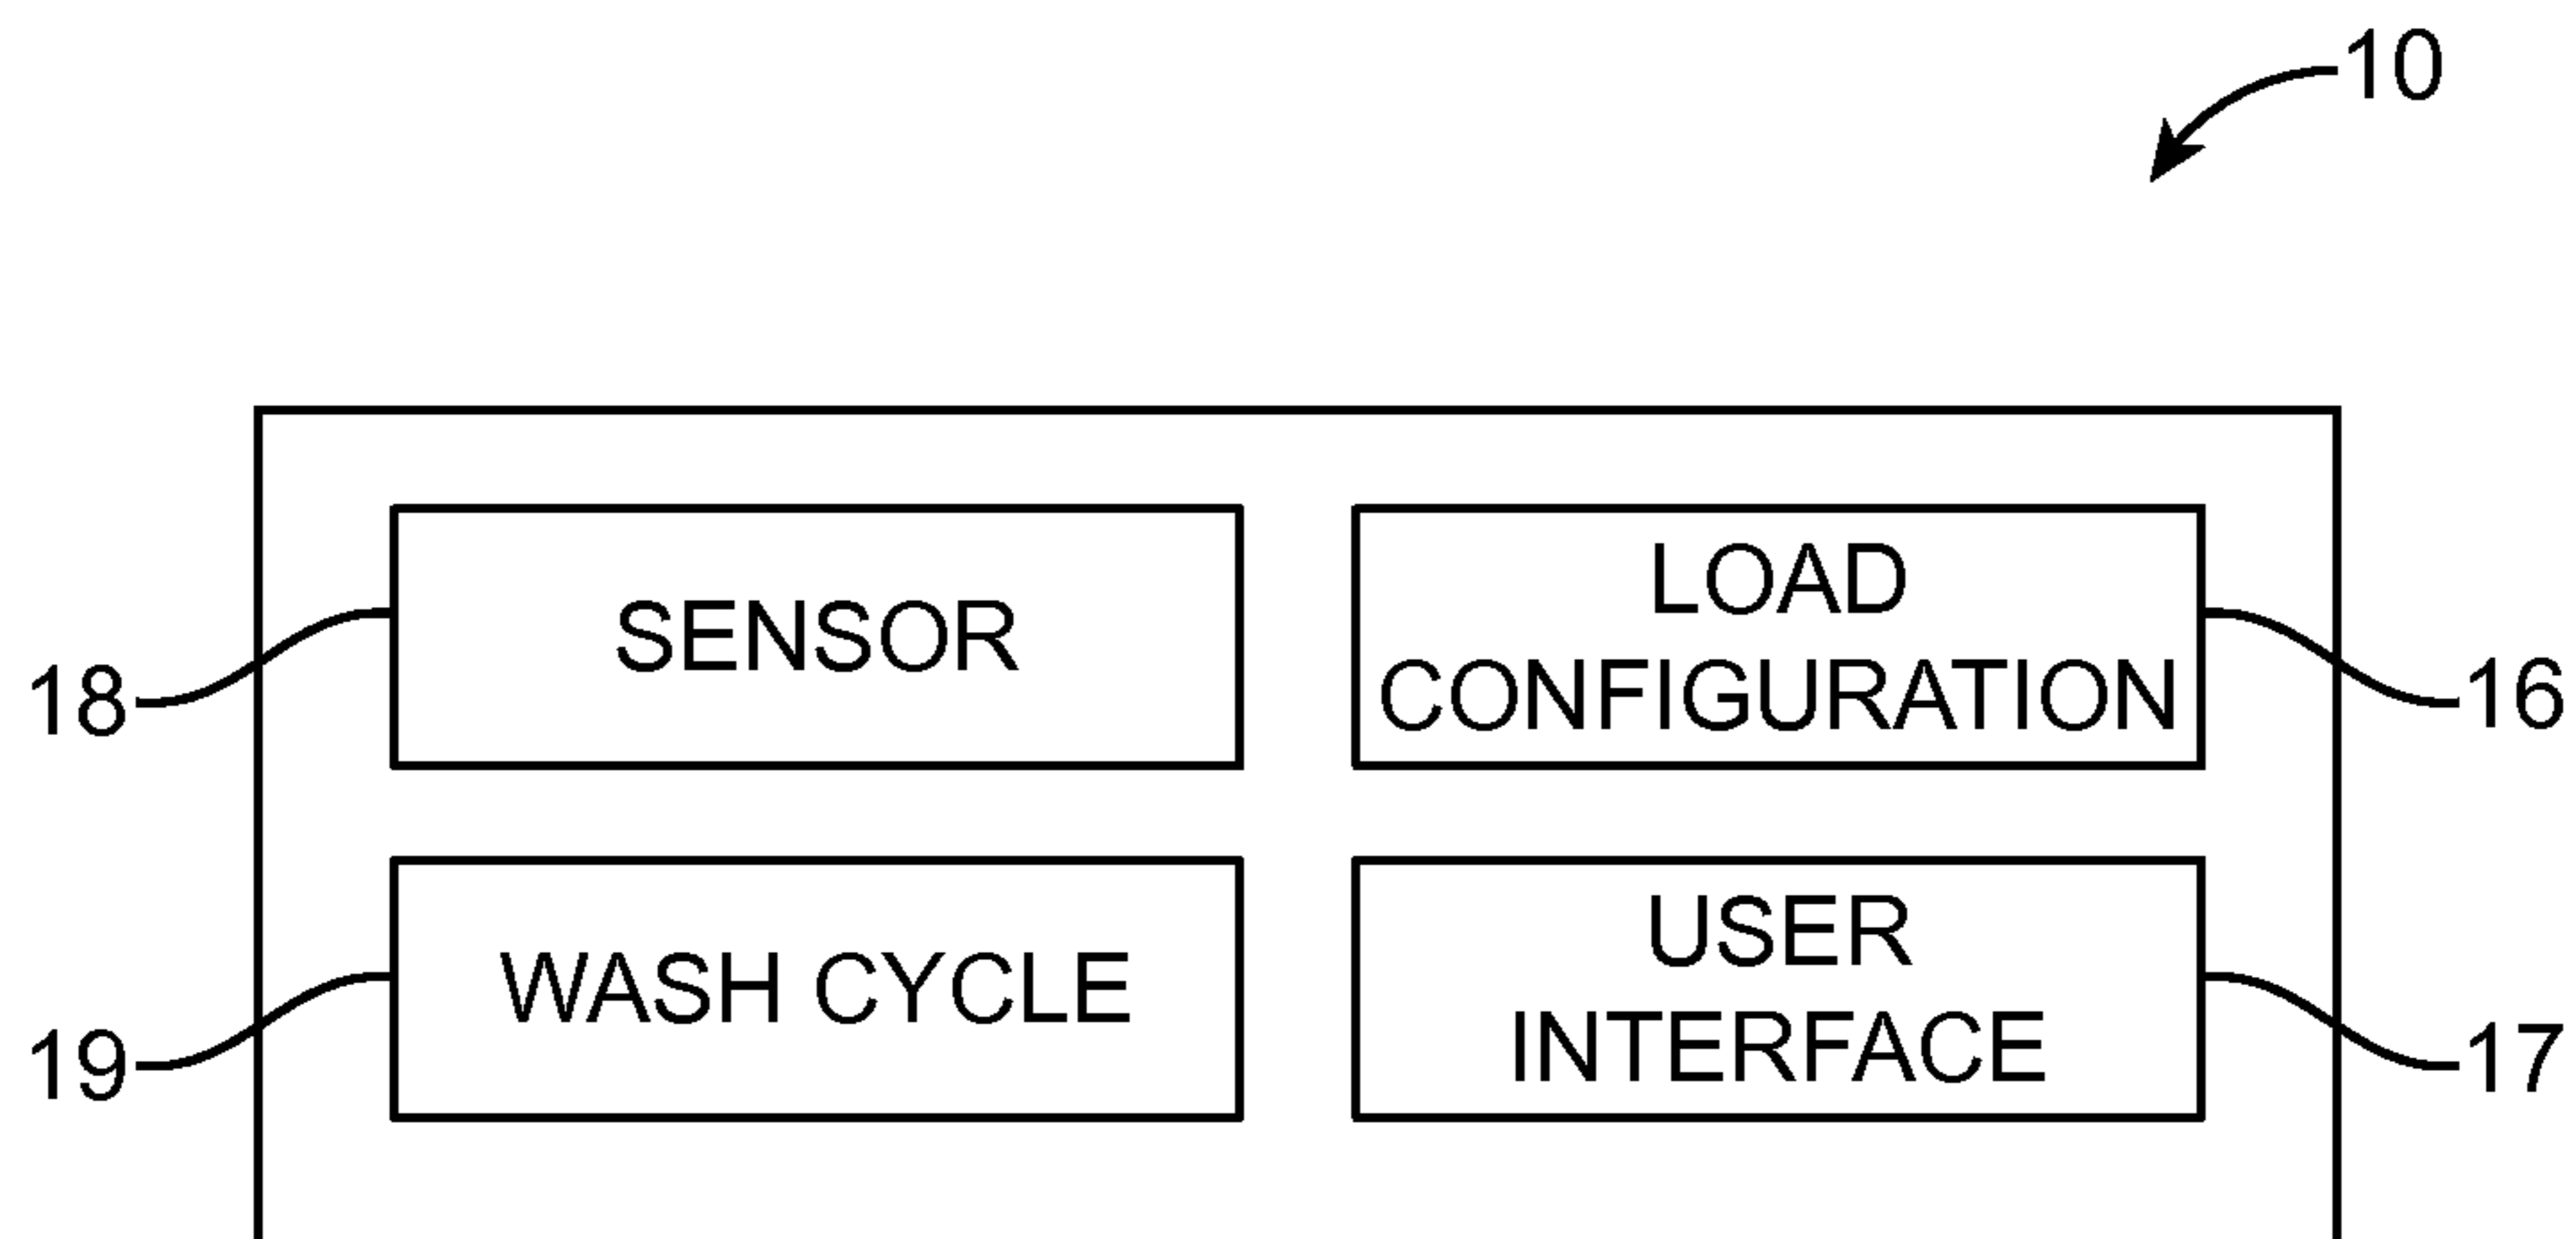 10
SENSOR
LOAD
CONFIGURATION
18
16
WASH CYCLE
USER
INTERFACE
19
17